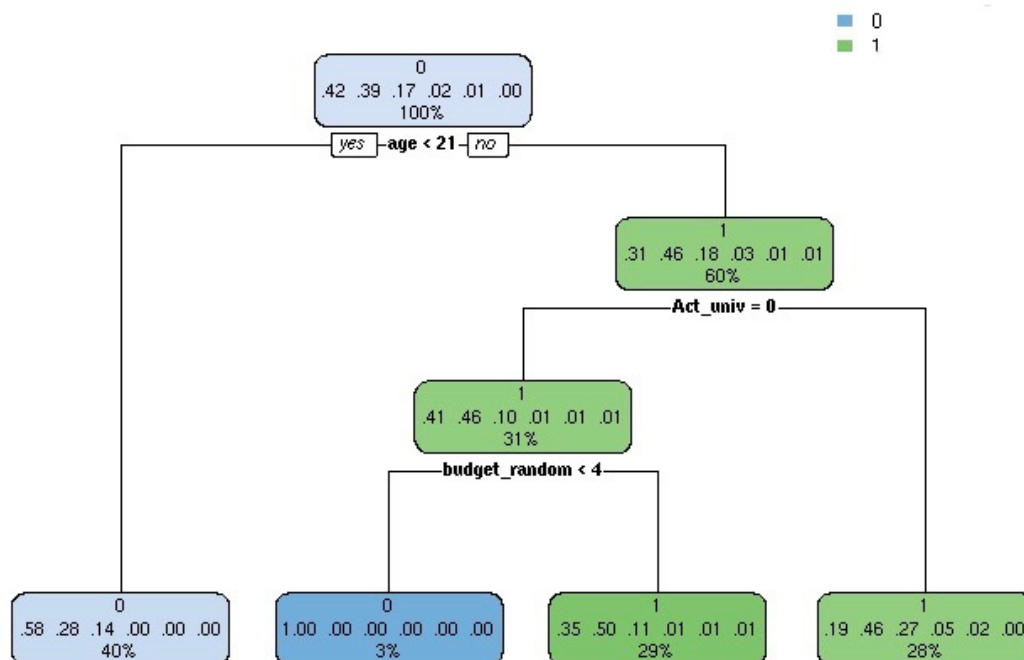 0
1
0
.42 .39 .17 .02 .01 .00
100%
yes age < 21 no
1
.31 .46 .18 .03 .01 .01
60%
Act_univ = 0
1
.41 .46 .10 .01 .01 .01
31%
budget_random < 4
0
.58 .28 .14 .00 .00 .00
40%
0
1.00 .00 .00 .00 .00 .00
3%
1
.35 .50 .11 .01 .01 .01
29%
1
.19 .46 .27 .05 .02 .00
28%